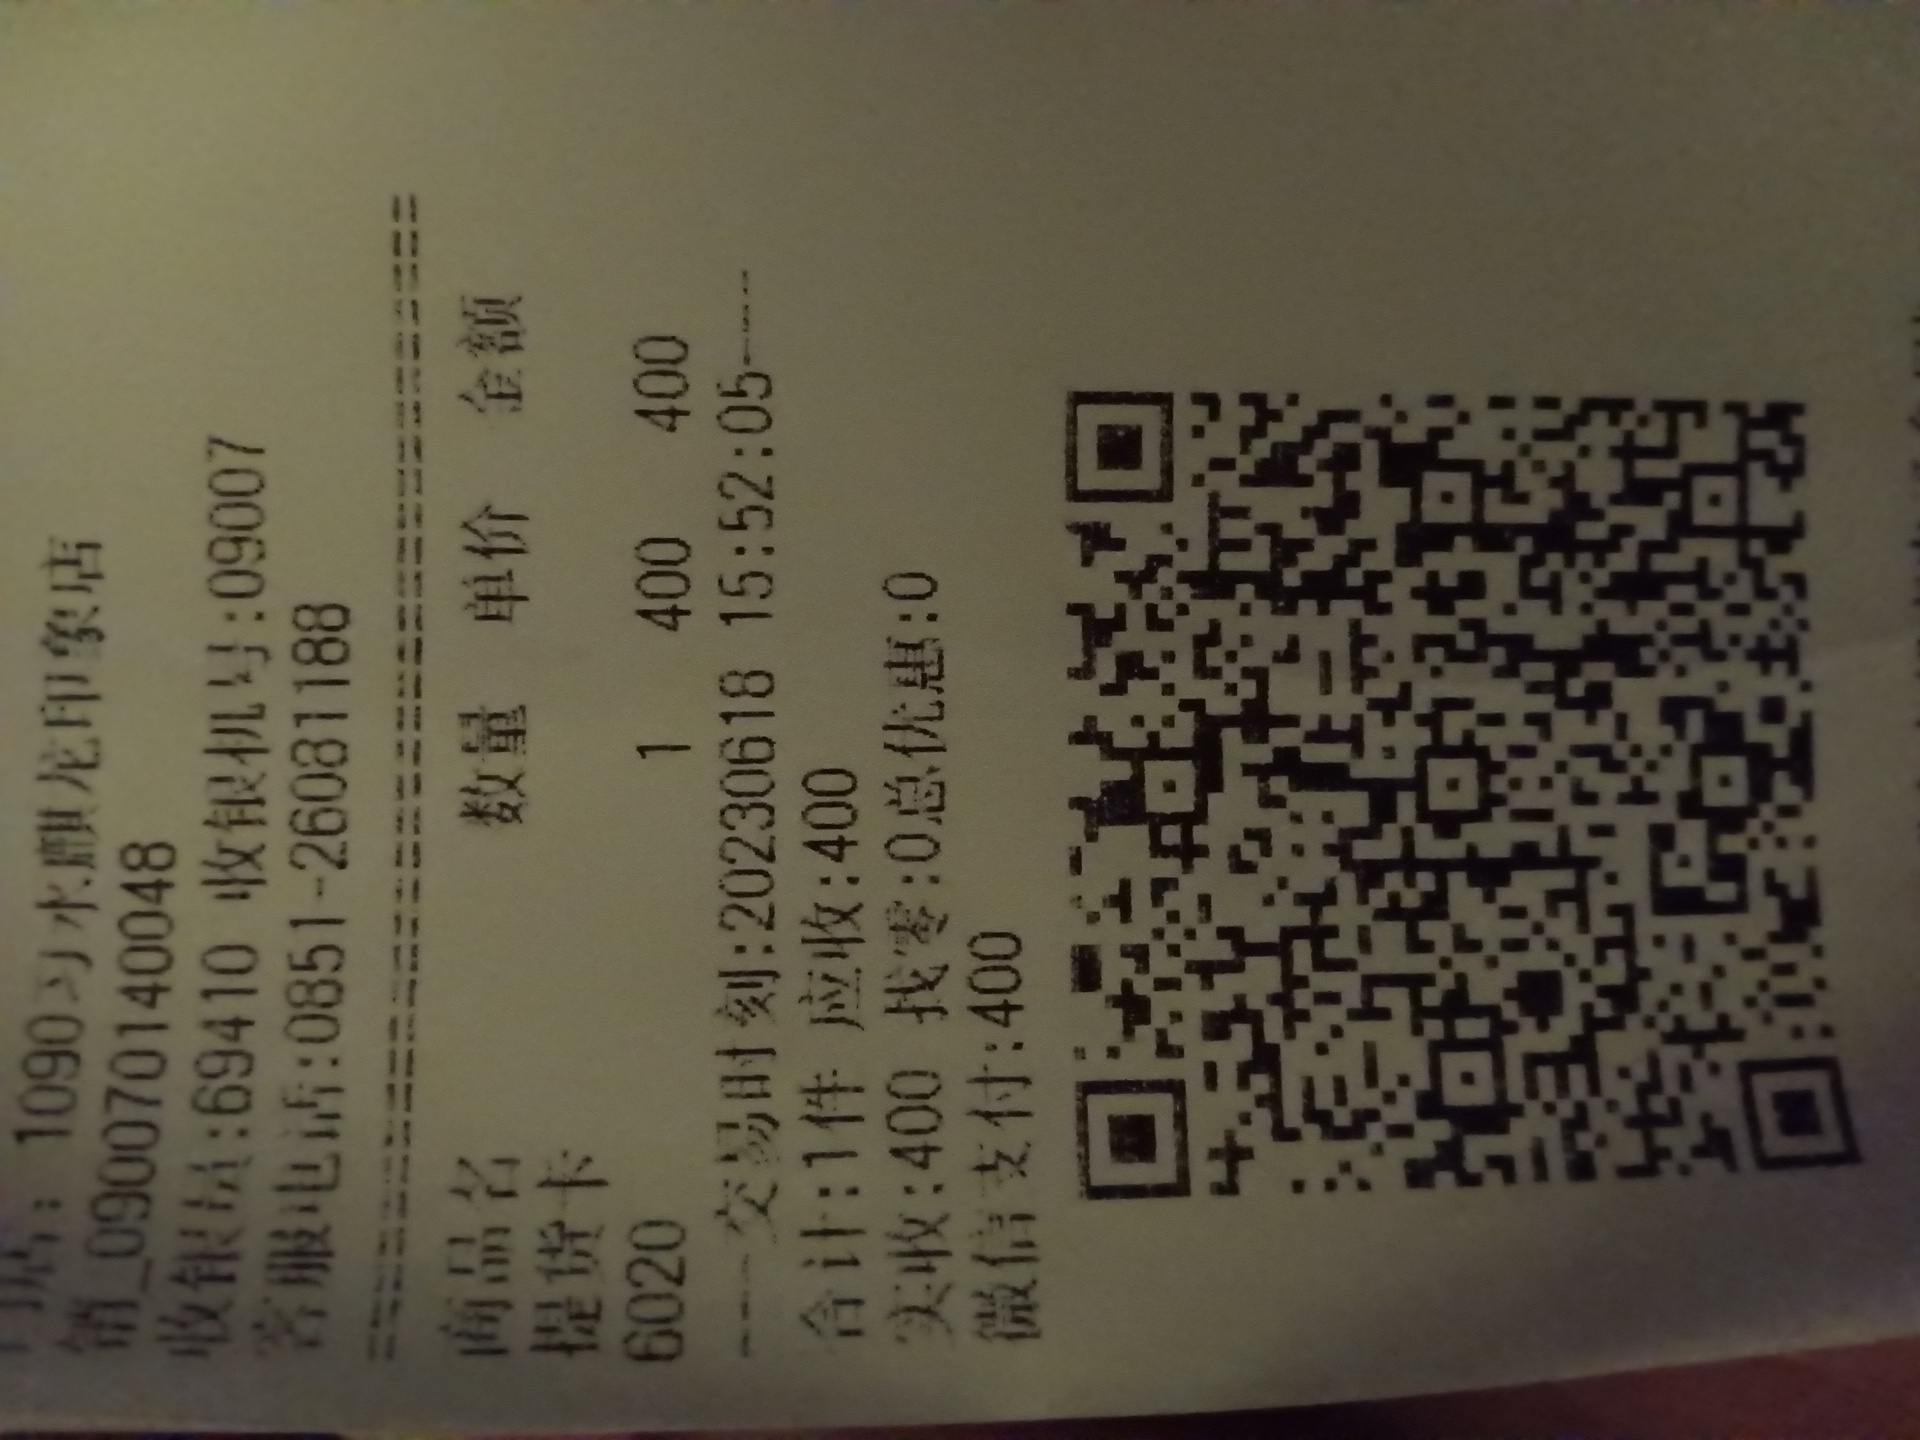 门店: 1090习水麒龙印象店
销_090070140048
收银员:69410 收银机号:09007
客服电话:0851-26081188
================================
商品名 数量 单价 金额
提货卡
6020 1 400 400
----交易时刻:20230618 15:52:05----
合计:1件 应收:400
实收:400 找零:0总优惠:0
微信支付:400